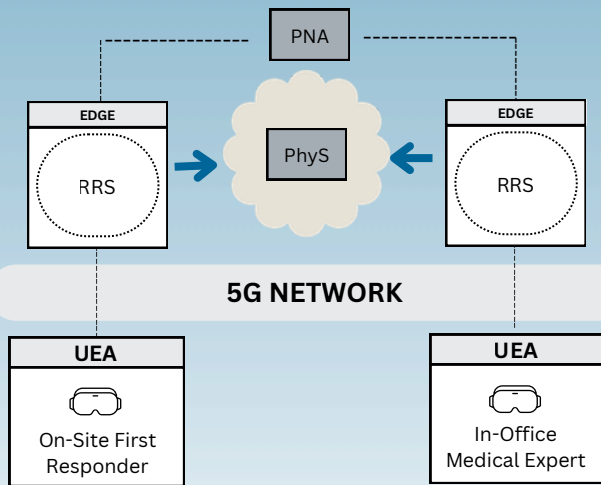 PNA
EDGE
EDGE
RRS
PhyS
RRS
5G NETWORK
UEA
UEA
On-Site First
Responder
In-Office
Medical Expert